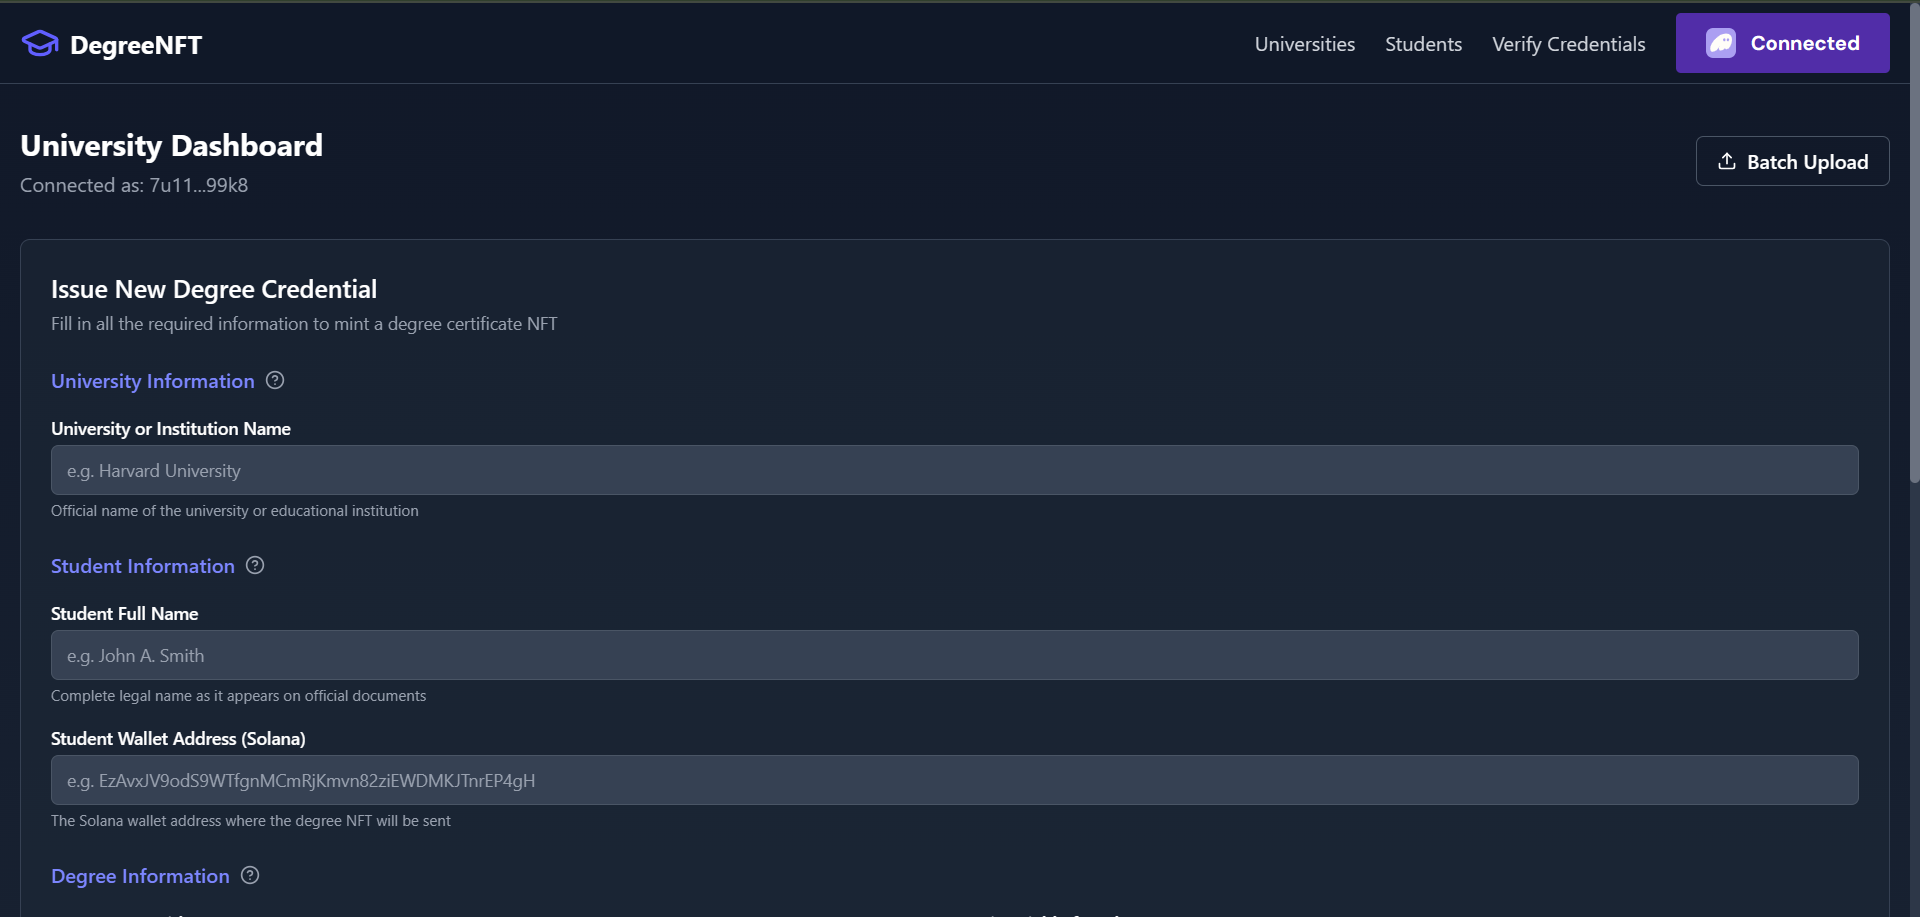 DegreeNFT
Universities
Students
Verify Credentials
Connected
University Dashboard
Connected as: 7u11...99k8
Batch Upload
Issue New Degree Credential
Fill in all the required information to mint a degree certificate NFT
University Information
University or Institution Name
e.g. Harvard University
Official name of the university or educational institution
Student Information
Student Full Name
e.g. John A. Smith
Complete legal name as it appears on official documents
Student Wallet Address (Solana)
e.g. EzAvxJV9odS9WTfgnMCmRjKmvn82ziEWDMKJTnrEP4gH
The Solana wallet address where the degree NFT will be sent
Degree Information